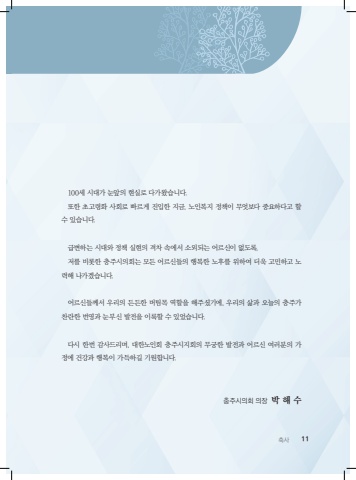 100세 시대가 눈앞의 현실로 다가왔습니다.
또한 초고령화 사회로 빠르게 진입한 지금, 노인복지 정책이 무엇보다 중요하다고 할
수 있습니다.
급변하는 시대와 정책 실현의 격차 속에서 소외되는 어르신이 없도록,
저를 비롯한 충주시의회는 모든 어르신들의 행복한 노후를 위하여 더욱 고민하고 노
력해 나가겠습니다.
어르신들께서 우리의 든든한 버팀목 역할을 해주셨기에, 우리의 삶과 오늘의 충주가
찬란한 번영과 눈부신 발전을 이룩할 수 있었습니다.
다시 한번 감사드리며, 대한노인회 충주시지회의 무궁한 발전과 어르신 여러분의 가
정에 건강과 행복이 가득하길 기원합니다.
충주시의회 의장 박 해 수
축사 11